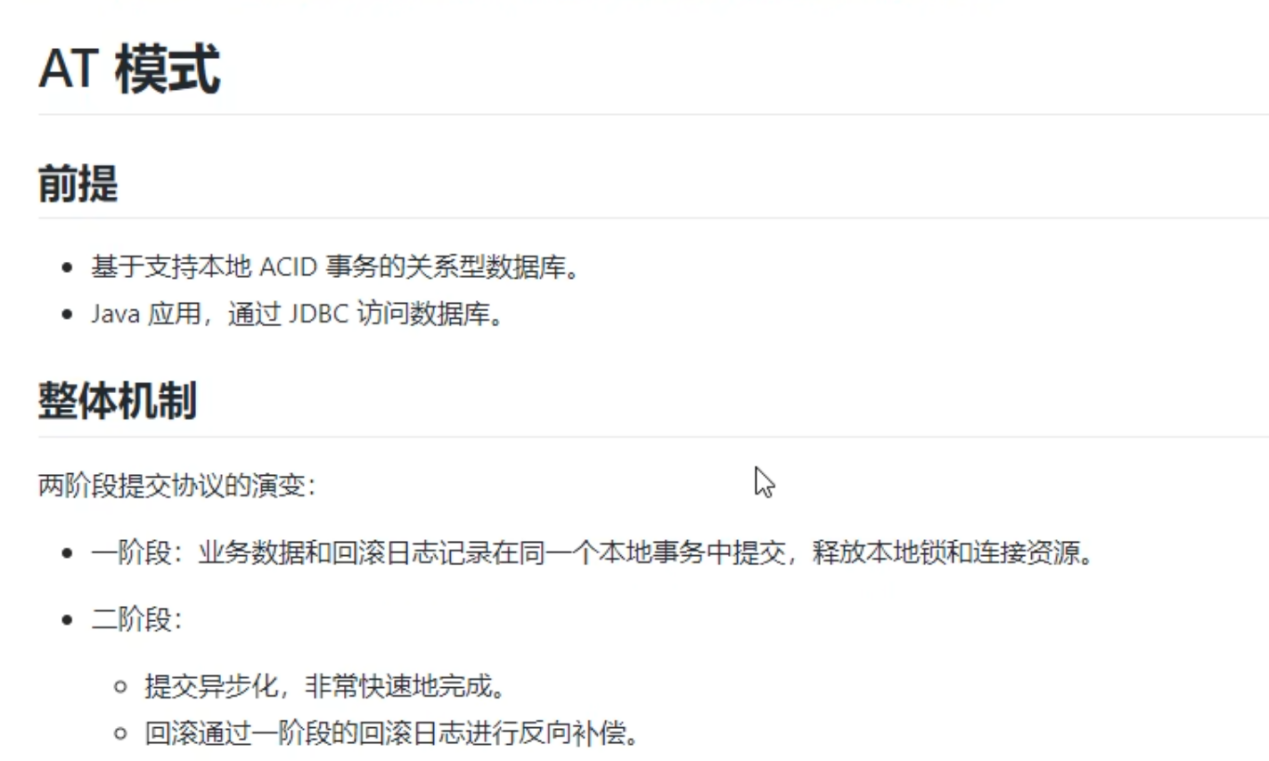 AT 模式
前提
基于支持本地 ACID 事务的关系型数据库。
Java 应用，通过 JDBC 访问数据库。
整体机制
两阶段提交协议的演变：
一阶段：业务数据和回滚日志记录在同一个本地事务中提交，释放本地锁和连接资源。
二阶段：
提交异步化，非常快速地完成。
回滚通过一阶段的回滚日志进行反向补偿。